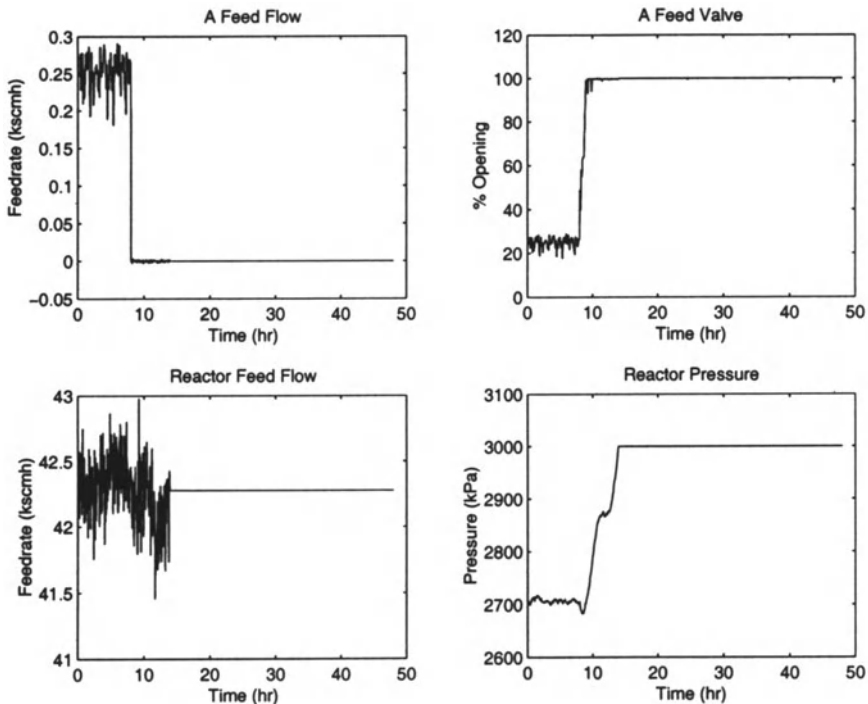 A Feed Flow
0.3
0.25
0.2
0.15
0.1
0.05
0
−0.05
Feedrate (kscmh)
0 10 20 30 40 50
Time (hr)
A Feed Valve
120
100
80
60
40
20
0
% Opening
0 10 20 30 40 50
Time (hr)
Reactor Feed Flow
43
42.5
42
41.5
41
Feedrate (kscmh)
0 10 20 30 40 50
Time (hr)
Reactor Pressure
3100
3000
2900
2800
2700
2600
Pressure (kPa)
0 10 20 30 40 50
Time (hr)